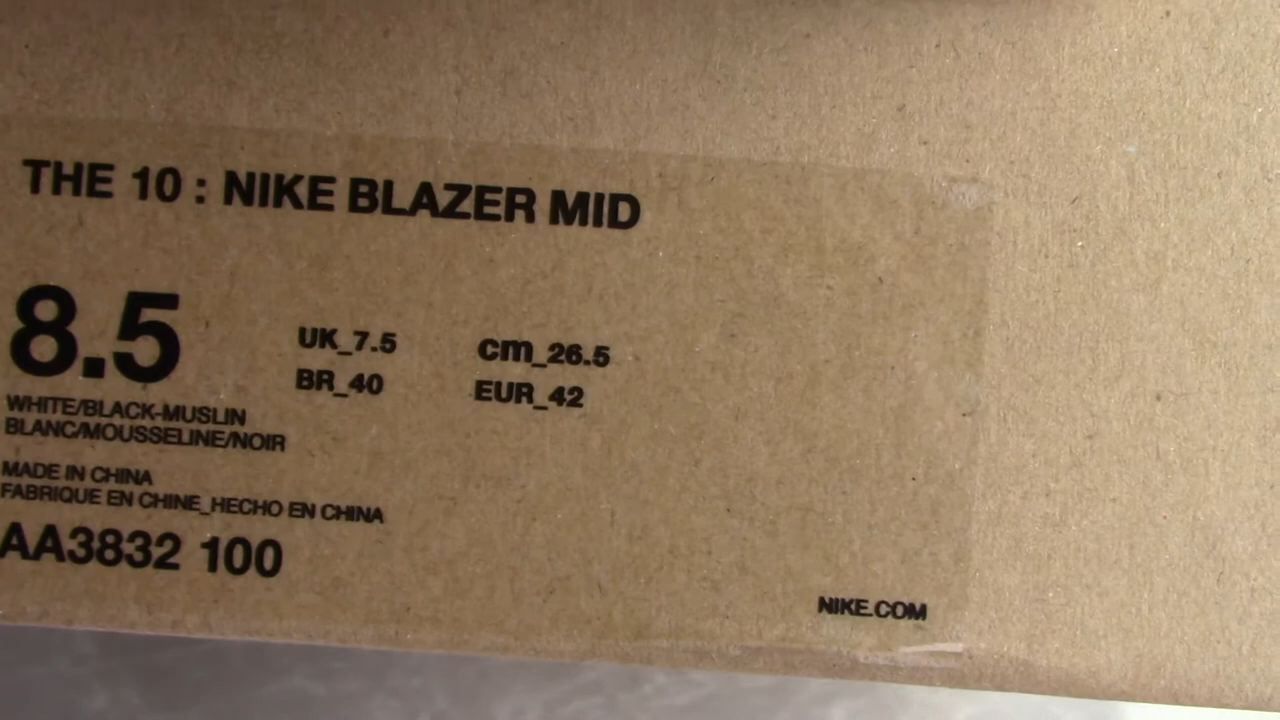 THE 10 : NIKE BLAZER MID
8.5
UK_7.5 cm_26.5
BR_40 EUR_42
WHITE/BLACK-MUSLIN
BLANC/MOUSSELINE/NOIR
MADE IN CHINA
FABRIQUE EN CHINE_HECHO EN CHINA
AA3832 100
NIKE.COM